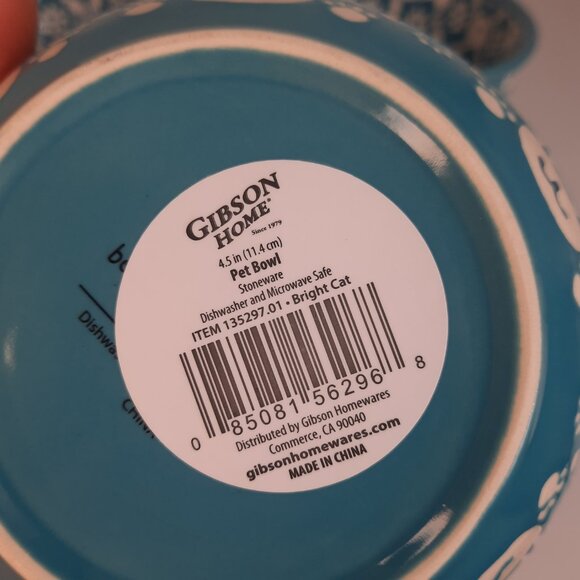 GIBSON
HOME®
Since 1979
4.5 in (11.4 cm)
Pet Bowl
Stoneware
Dishwasher and Microwave Safe
ITEM 135297.01 • Bright Cat
0 85081 56296 8
Distributed by Gibson Homewares
Commerce, CA 90040
gibsonhomewares.com
MADE IN CHINA